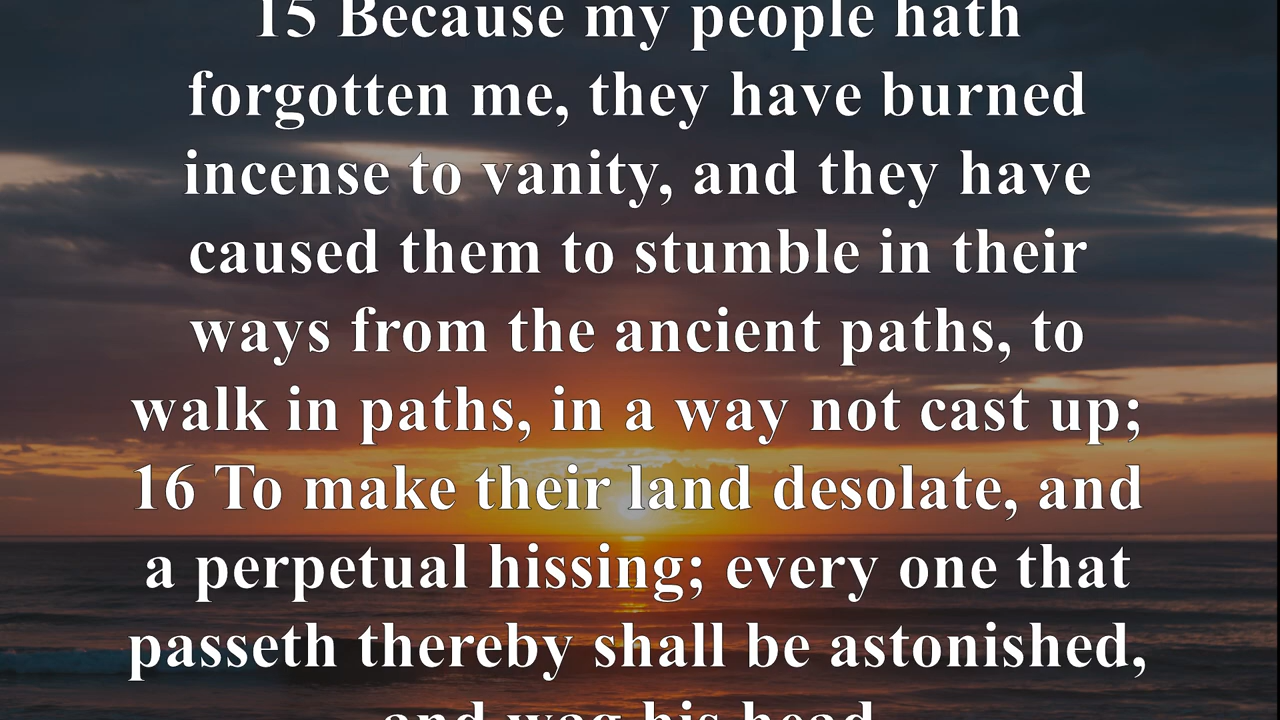 15 Because my people hath
forgotten me, they have burned
incense to vanity, and they have
caused them to stumble in their
ways from the ancient paths, to
walk in paths, in a way not cast up;
16 To make their land desolate, and
a perpetual hissing; every one that
passeth thereby shall be astonished,
and wag his head